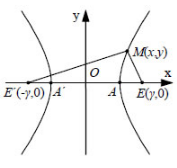 y
M(x,y)
O
x
E'(-γ,0)
A'
A
E(γ,0)